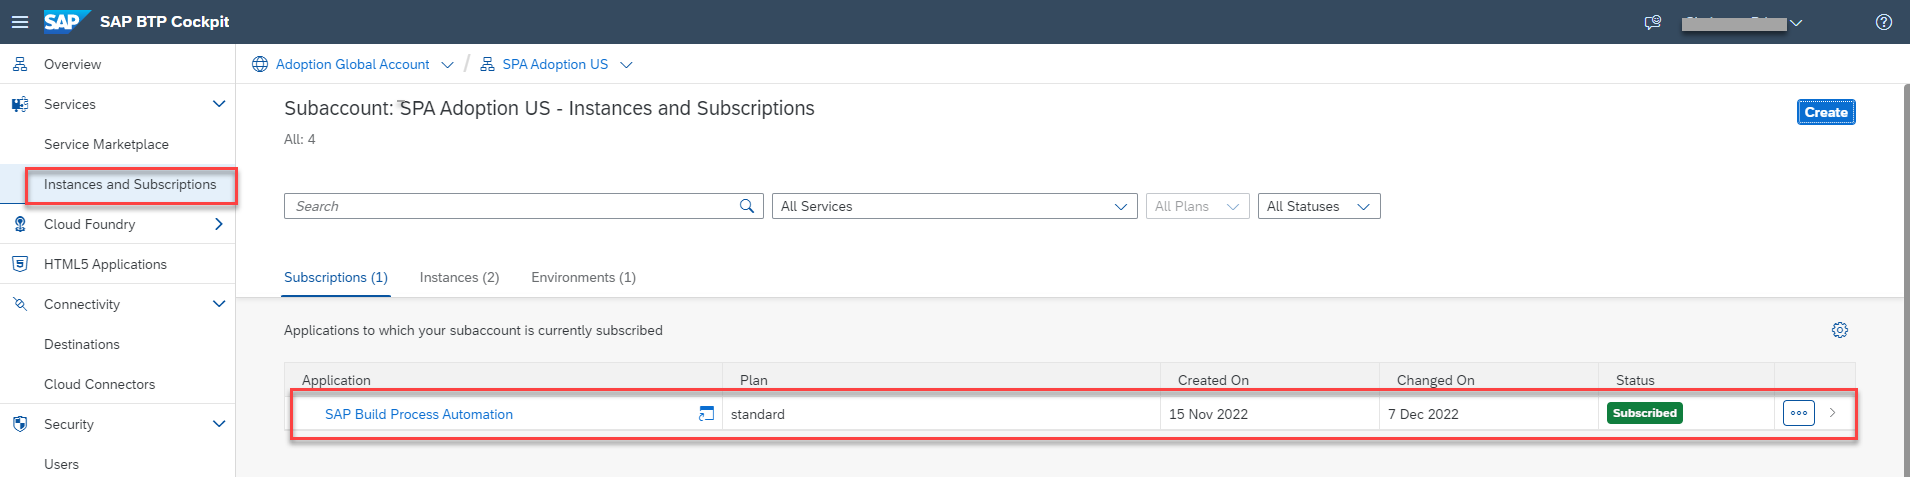 SAP SAP BTP Cockpit
Overview
Services
Service Marketplace
Instances and Subscriptions
Cloud Foundry
HTML5 Applications
Connectivity
Destinations
Cloud Connectors
Security
Users
Adoption Global Account / SPA Adoption US
Subaccount: SPA Adoption US - Instances and Subscriptions
Create
All: 4
Search
All Services
All Plans
All Statuses
Subscriptions (1)
Instances (2)
Environments (1)
Applications to which your subaccount is currently subscribed
Application Plan Created On Changed On Status
SAP Build Process Automation standard 15 Nov 2022 7 Dec 2022 Subscribed